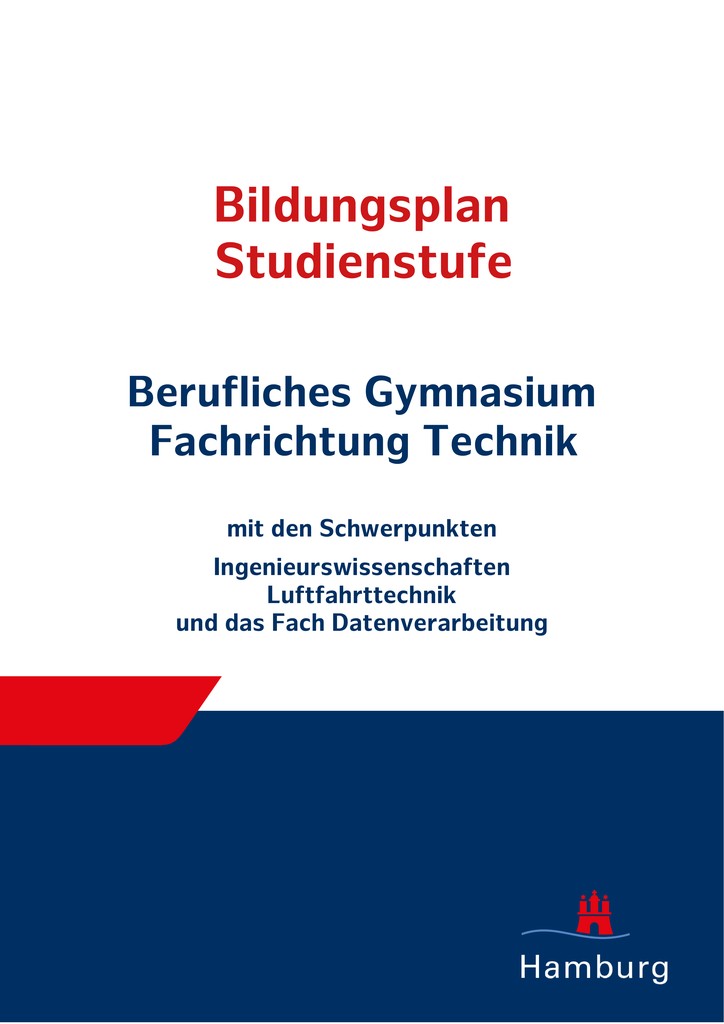 Bildungsplan
Studienstufe
Berufliches Gymnasium
Fachrichtung Technik
mit den Schwerpunkten
Ingenieurswissenschaften
Luftfahrttechnik
und das Fach Datenverarbeitung
Hamburg